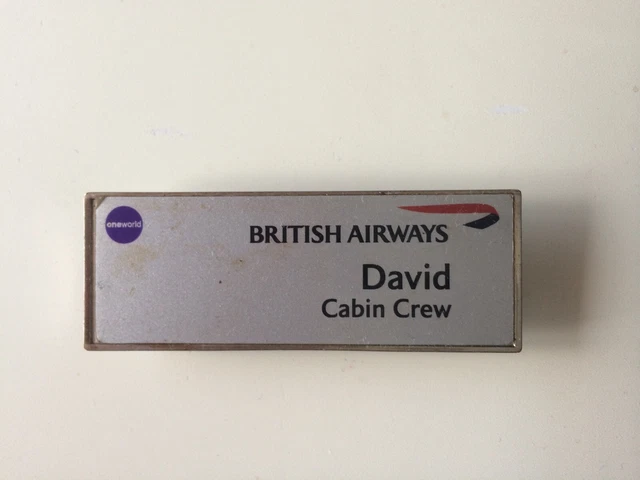 oneworld
BRITISH AIRWAYS
David
Cabin Crew